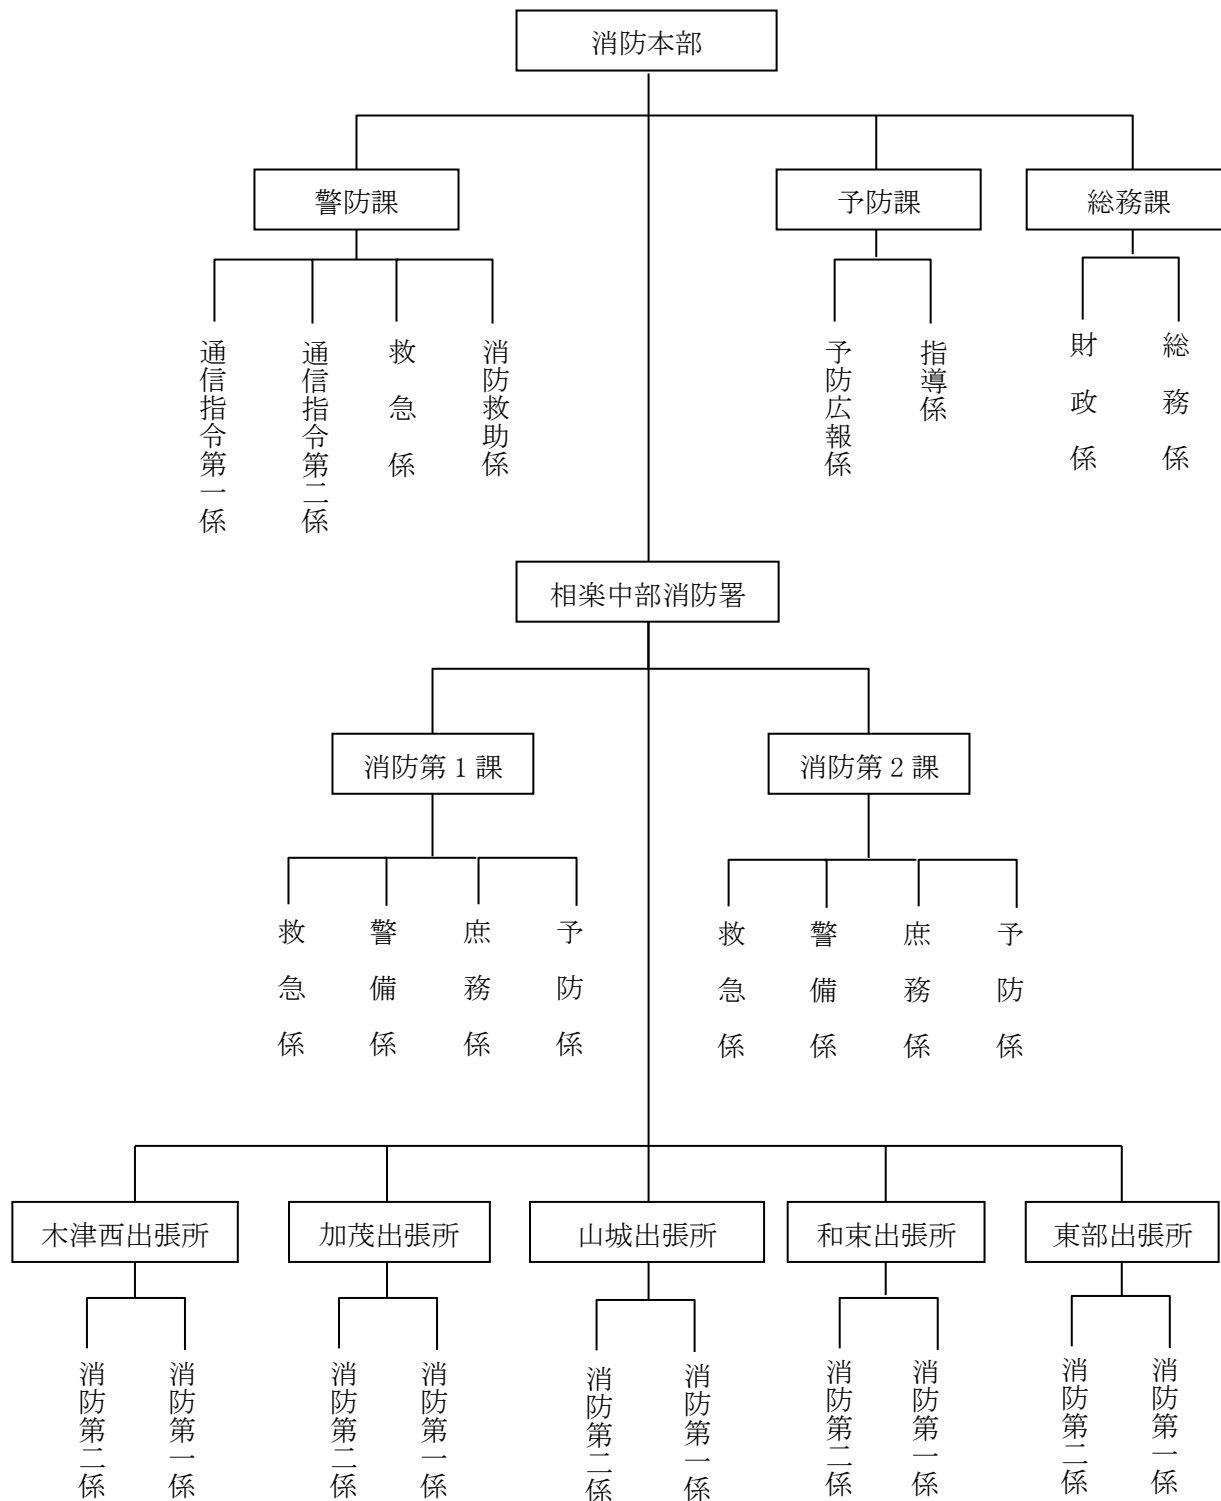 消防本部
警防課
予防課
総務課
通信指令第一係
通信指令第二係
救急係
消防救助係
予防広報係
指導係
財政係
総務係
相楽中部消防署
消防第１課
消防第２課
救急係
警備係
庶務係
予防係
救急係
警備係
庶務係
予防係
木津西出張所
加茂出張所
山城出張所
和束出張所
東部出張所
消防第二係
消防第一係
消防第二係
消防第一係
消防第二係
消防第一係
消防第二係
消防第一係
消防第二係
消防第一係